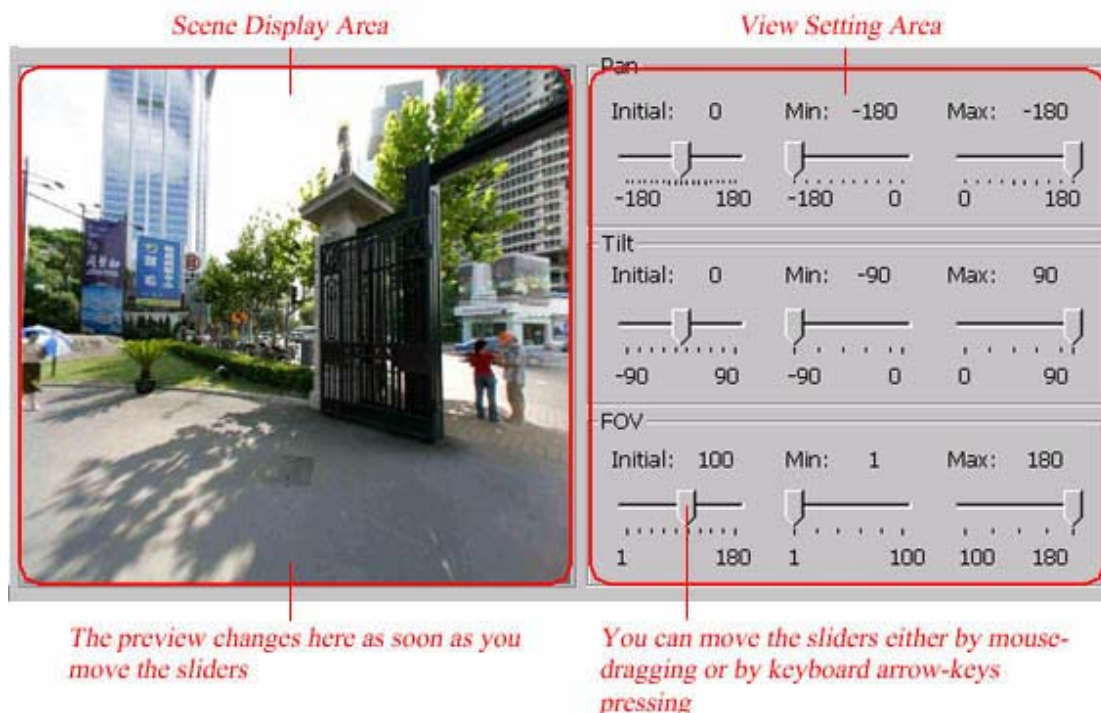 Scene Display Area
View Setting Area
Pan
Initial: 0 Min: -180 Max: -180
-180 180 -180 0 0 180
Tilt
Initial: 0 Min: -90 Max: 90
-90 90 -90 0 0 90
FOV
Initial: 100 Min: 1 Max: 180
1 180 1 100 100 180
The preview changes here as soon as you
move the sliders
You can move the sliders either by mouse-
dragging or by keyboard arrow-keys
pressing